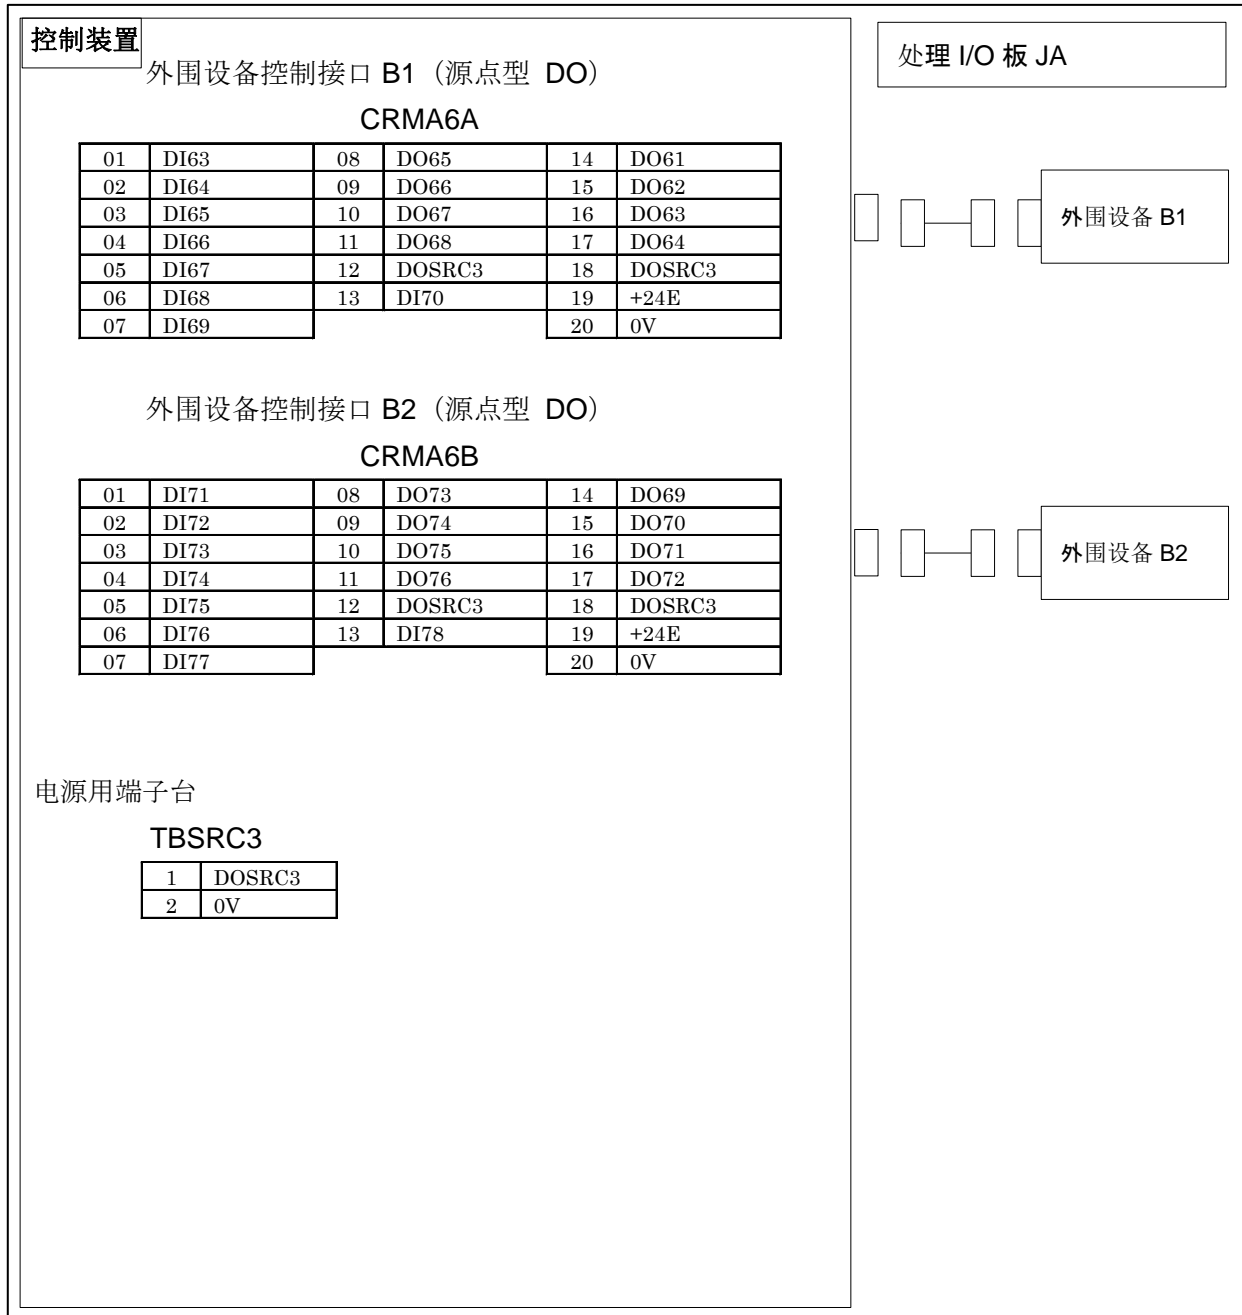 控制装置
处理 I/O 板 JA
外围设备控制接口 B1（源点型 DO）
CRMA6A
01 DI63 08 DO65 14 DO61
02 DI64 09 DO66 15 DO62
03 DI65 10 DO67 16 DO63
04 DI66 11 DO68 17 DO64
05 DI67 12 DOSRC3 18 DOSRC3
06 DI68 13 DI70 19 +24E
07 DI69 20 0V
外围设备 B1
外围设备控制接口 B2（源点型 DO）
CRMA6B
01 DI71 08 DO73 14 DO69
02 DI72 09 DO74 15 DO70
03 DI73 10 DO75 16 DO71
04 DI74 11 DO76 17 DO72
05 DI75 12 DOSRC3 18 DOSRC3
06 DI76 13 DI78 19 +24E
07 DI77 20 0V
外围设备 B2
电源用端子台
TBSRC3
1 DOSRC3
2 0V